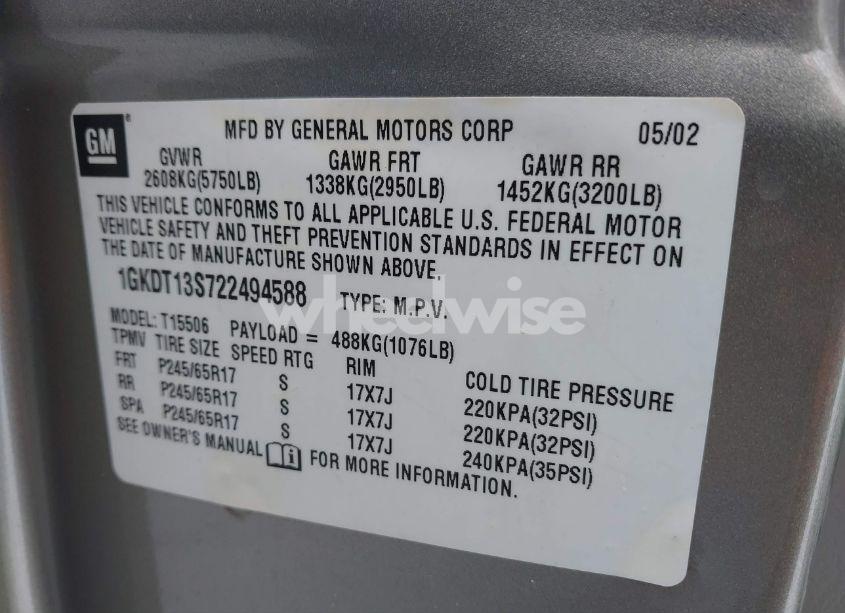 GM
MFD BY GENERAL MOTORS CORP 05/02
GVWR GAWR FRT GAWR RR
2608KG(5750LB) 1338KG(2950LB) 1452KG(3200LB)
THIS VEHICLE CONFORMS TO ALL APPLICABLE U.S. FEDERAL MOTOR
VEHICLE SAFETY AND THEFT PREVENTION STANDARDS IN EFFECT ON
THE DATE OF MANUFACTURE SHOWN ABOVE.
1GKDT13S722494588 TYPE: M.P.V.
wheelwise
MODEL: T15506 PAYLOAD = 488KG(1076LB)
TPMV TIRE SIZE SPEED RTG RIM COLD TIRE PRESSURE
FRT P245/65R17 S 17X7J 220KPA(32PSI)
RR P245/65R17 S 17X7J 220KPA(32PSI)
SPA P245/65R17 S 17X7J 240KPA(35PSI)
SEE OWNER'S MANUAL FOR MORE INFORMATION.